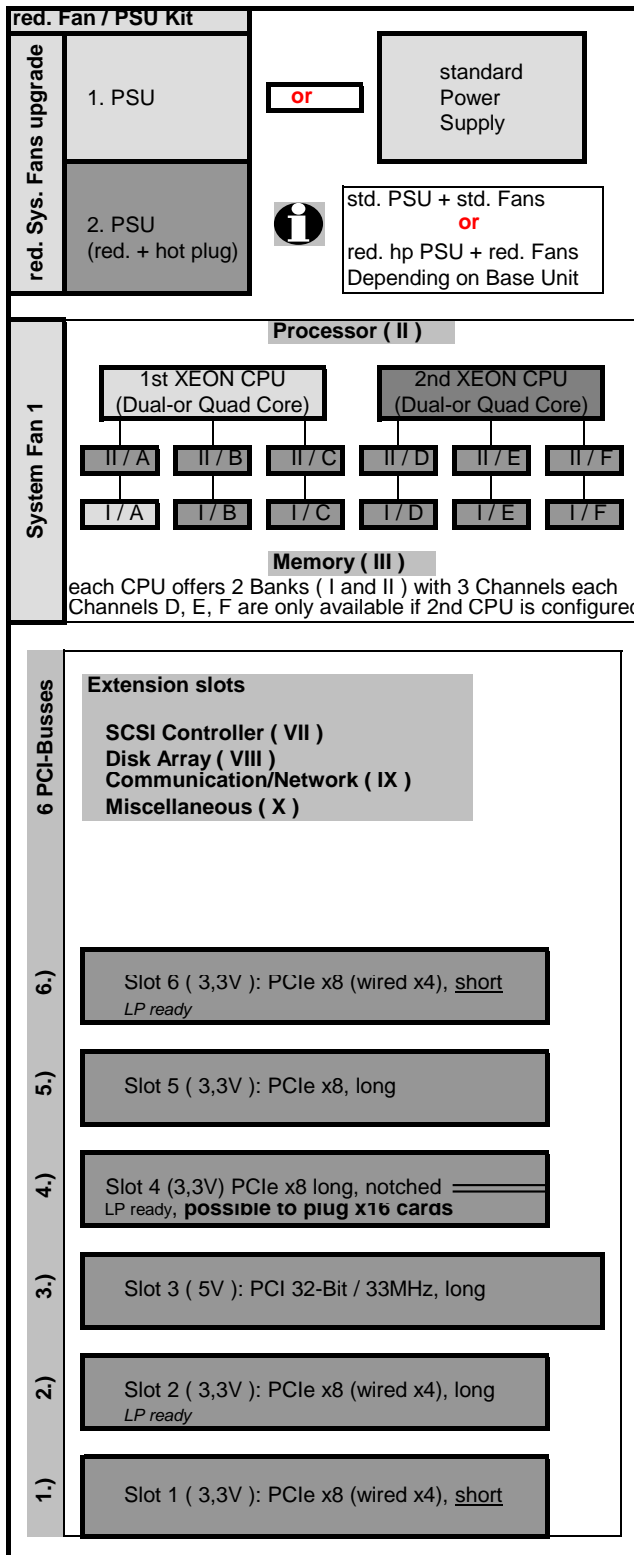 red. Fan / PSU Kit
red. Sys. Fans upgrade
1. PSU
or
standard
Power
Supply
2. PSU
(red. + hot plug)
std. PSU + std. Fans
or
red. hp PSU + red. Fans
Depending on Base Unit
System Fan 1
Processor ( II )
1st XEON CPU
(Dual-or Quad Core)
2nd XEON CPU
(Dual-or Quad Core)
II / A II / B II / C II / D II / E II / F
I / A I / B I / C I / D I / E I / F
Memory ( III )
each CPU offers 2 Banks ( I and II ) with 3 Channels each
Channels D, E, F are only available if 2nd CPU is configured
6 PCI-Busses
Extension slots
SCSI Controller ( VII )
Disk Array ( VIII )
Communication/Network ( IX )
Miscellaneous ( X )
6.)
Slot 6 ( 3,3V ): PCIe x8 (wired x4), short
LP ready
5.)
Slot 5 ( 3,3V ): PCIe x8, long
4.)
Slot 4 (3,3V) PCIe x8 long, notched
LP ready, possible to plug x16 cards
3.)
Slot 3 ( 5V ): PCI 32-Bit / 33MHz, long
2.)
Slot 2 ( 3,3V ): PCIe x8 (wired x4), long
LP ready
1.)
Slot 1 ( 3,3V ): PCIe x8 (wired x4), short